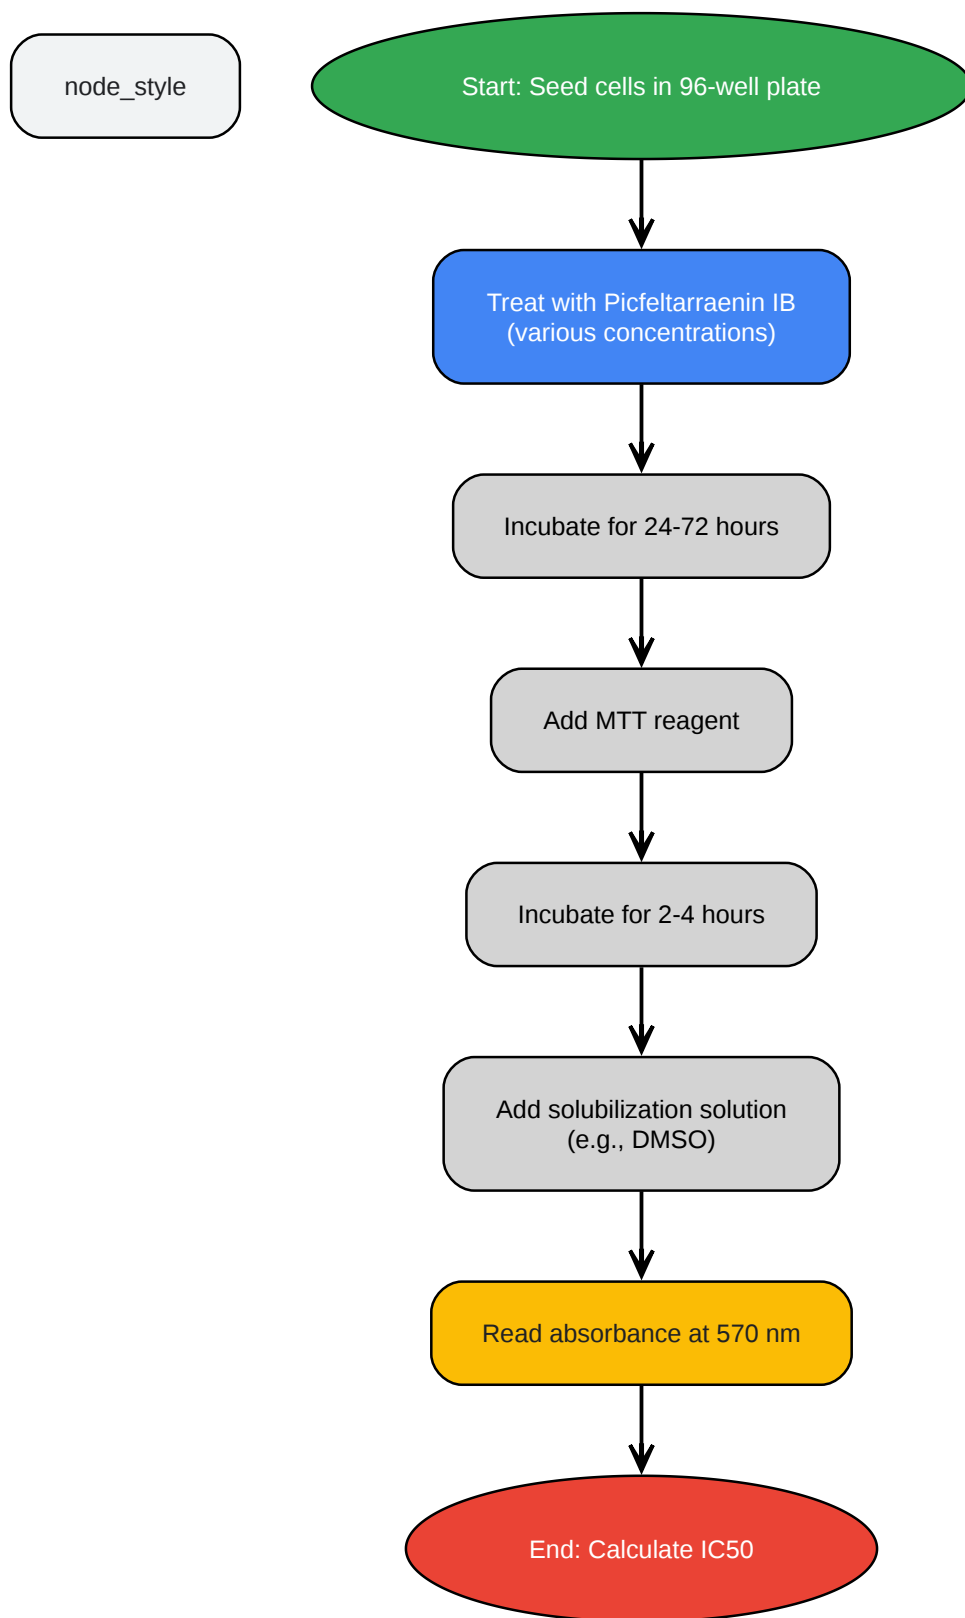 node_style
Start: Seed cells in 96-well plate
Treat with Picfeltarraenin IB
(various concentrations)
Incubate for 24-72 hours
Add MTT reagent
Incubate for 2-4 hours
Add solubilization solution
(e.g., DMSO)
Read absorbance at 570 nm
End: Calculate IC50